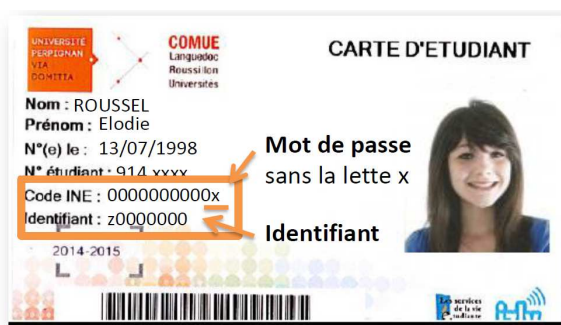 UNIVERSITÉ
PERPIGNAN
VIA
DOMITIA
COMUE
Languedoc
Roussillon
Universités
CARTE D'ETUDIANT
Nom : ROUSSEL
Prénom : Elodie
N°(e) le : 13/07/1998
N° étudiant : 914 xxxx
Code INE : 0000000000x
Identifiant : z0000000
Mot de passe
sans la lette x
Identifiant
2014-2015
Les services
de la vie
étudiante